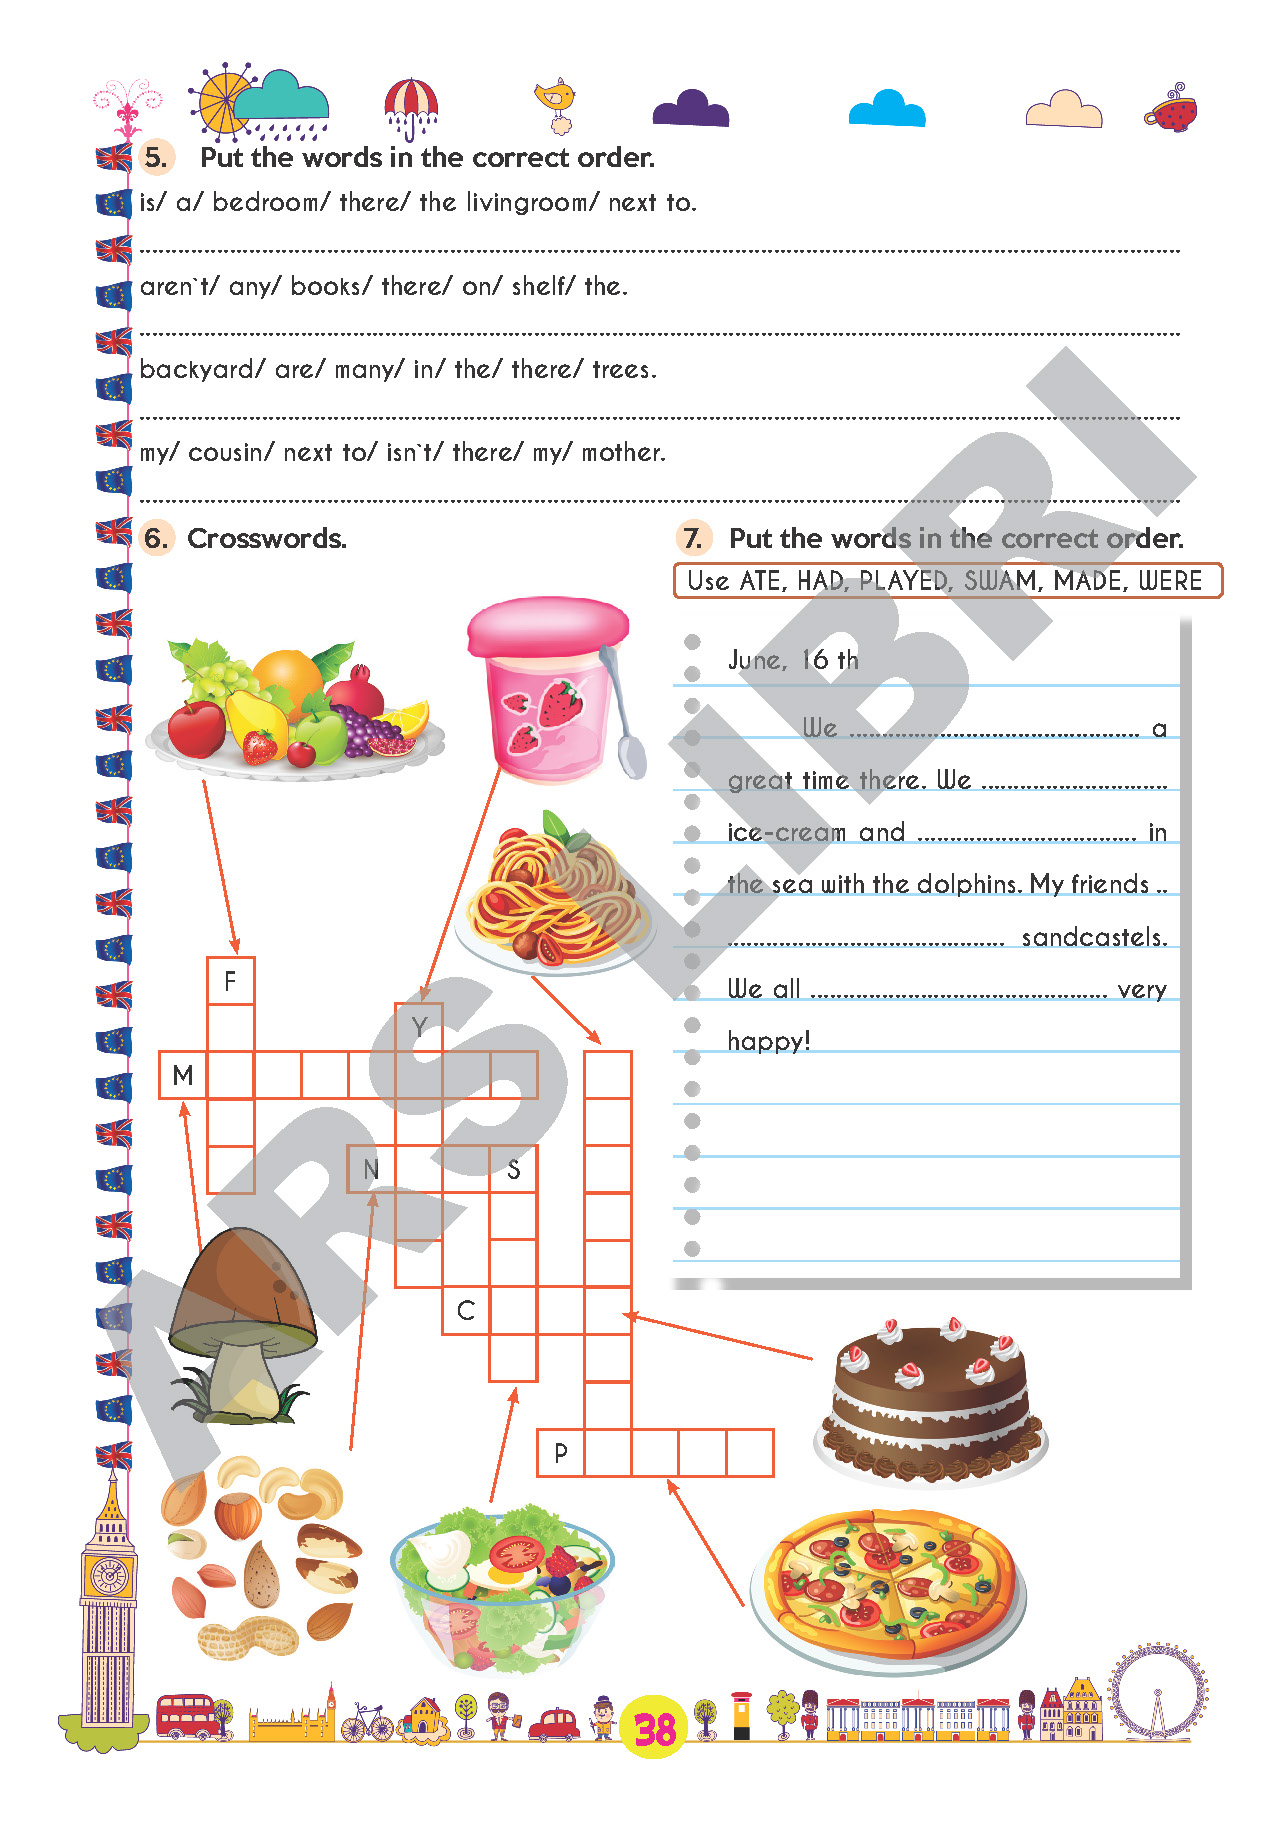 5. Put the words in the correct order.
is/ a/ bedroom/ there/ the livingroom/ next to.
aren`t/ any/ books/ there/ on/ shelf/ the.
backyard/ are/ many/ in/ the/ there/ trees.
my/ cousin/ next to/ isn`t/ there/ my/ mother.
6. Crosswords.
F
Y
M
N S
C
P
7. Put the words in the correct order.
Use ATE, HAD, PLAYED, SWAM, MADE, WERE
June, 16 th
We ............................................ a
great time there. We .............................
ice-cream and .................................. in
the sea with the dolphins. My friends ..
........................................... sandcastels.
We all .............................................. very
happy!
ARS LIBRI
38